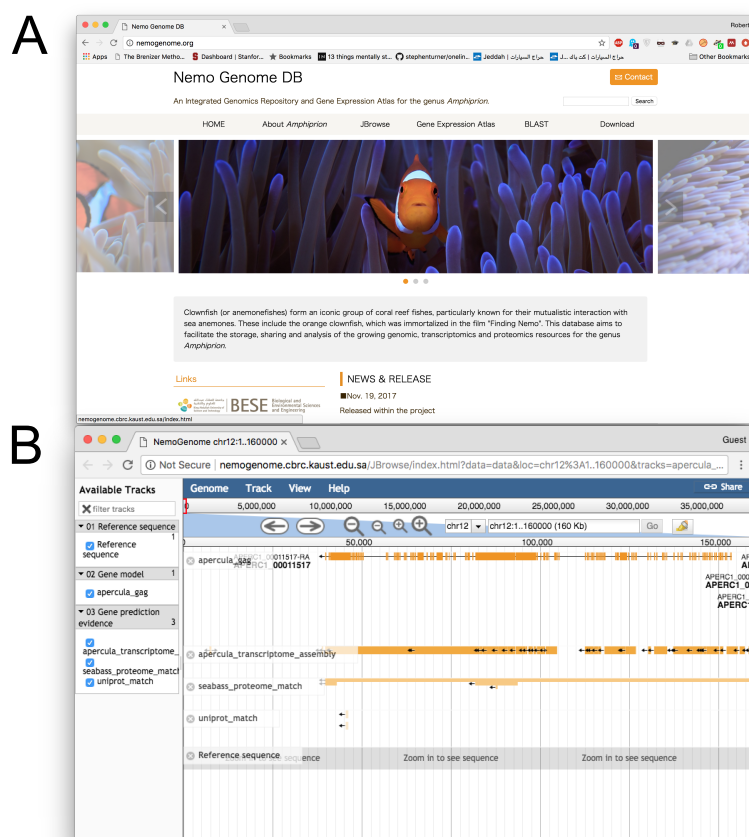 A
Nemo Genome DB
Robert
nemogenome.org
Apps The Brenizer Metho... Dashboard | Stanfor... Bookmarks 13 things mentally st... stephenturner/onelin... Jeddah | حراج السيارات حراج السيارات | كت باك ...ل Other Bookmarks
Nemo Genome DB
Contact
An Integrated Genomics Repository and Gene Expression Atlas for the genus Amphiprion.
Search
HOME About Amphiprion JBrowse Gene Expression Atlas BLAST Download
Clownfish (or anemonefishes) form an iconic group of coral reef fishes, particularly known for their mutualistic interaction with
sea anemones. These include the orange clownfish, which was immortalized in the film "Finding Nemo". This database aims to
facilitate the storage, sharing and analysis of the growing genomic, transcriptomics and proteomics resources for the genus
Amphiprion.
Links
NEWS & RELEASE
BESE Biological and
Environmental Sciences
and Engineering
■Nov. 19, 2017
Released within the project
nemogenome.cbrc.kaust.edu.sa/index.html
B
NemoGenome chr12:1..160000
Guest
Not Secure | nemogenome.cbrc.kaust.edu.sa/JBrowse/index.html?data=data&loc=chr12%3A1..160000&tracks=apercula_...
Available Tracks
Genome Track View Help
Share
filter tracks
0 5,000,000 10,000,000 15,000,000 20,000,000 25,000,000 30,000,000 35,000,000
01 Reference sequence
1
Reference
sequence
chr12 chr12:1..160000 (160 Kb) Go
50,000 100,000 150,000
02 Gene model 1
apercula_gag
03 Gene prediction
evidence 3
apercula_transcriptome_
seabass_proteome_match
uniprot_match
apercula_gag
APERC1_00011517-RA
APERC1_00011517
APERC1_000
APERC1_0
APERC1_
APERC1
apercula_transcriptome_assembly
seabass_proteome_match
uniprot_match
Reference sequence
Zoom in to see sequence Zoom in to see sequence Zoom in to see sequence